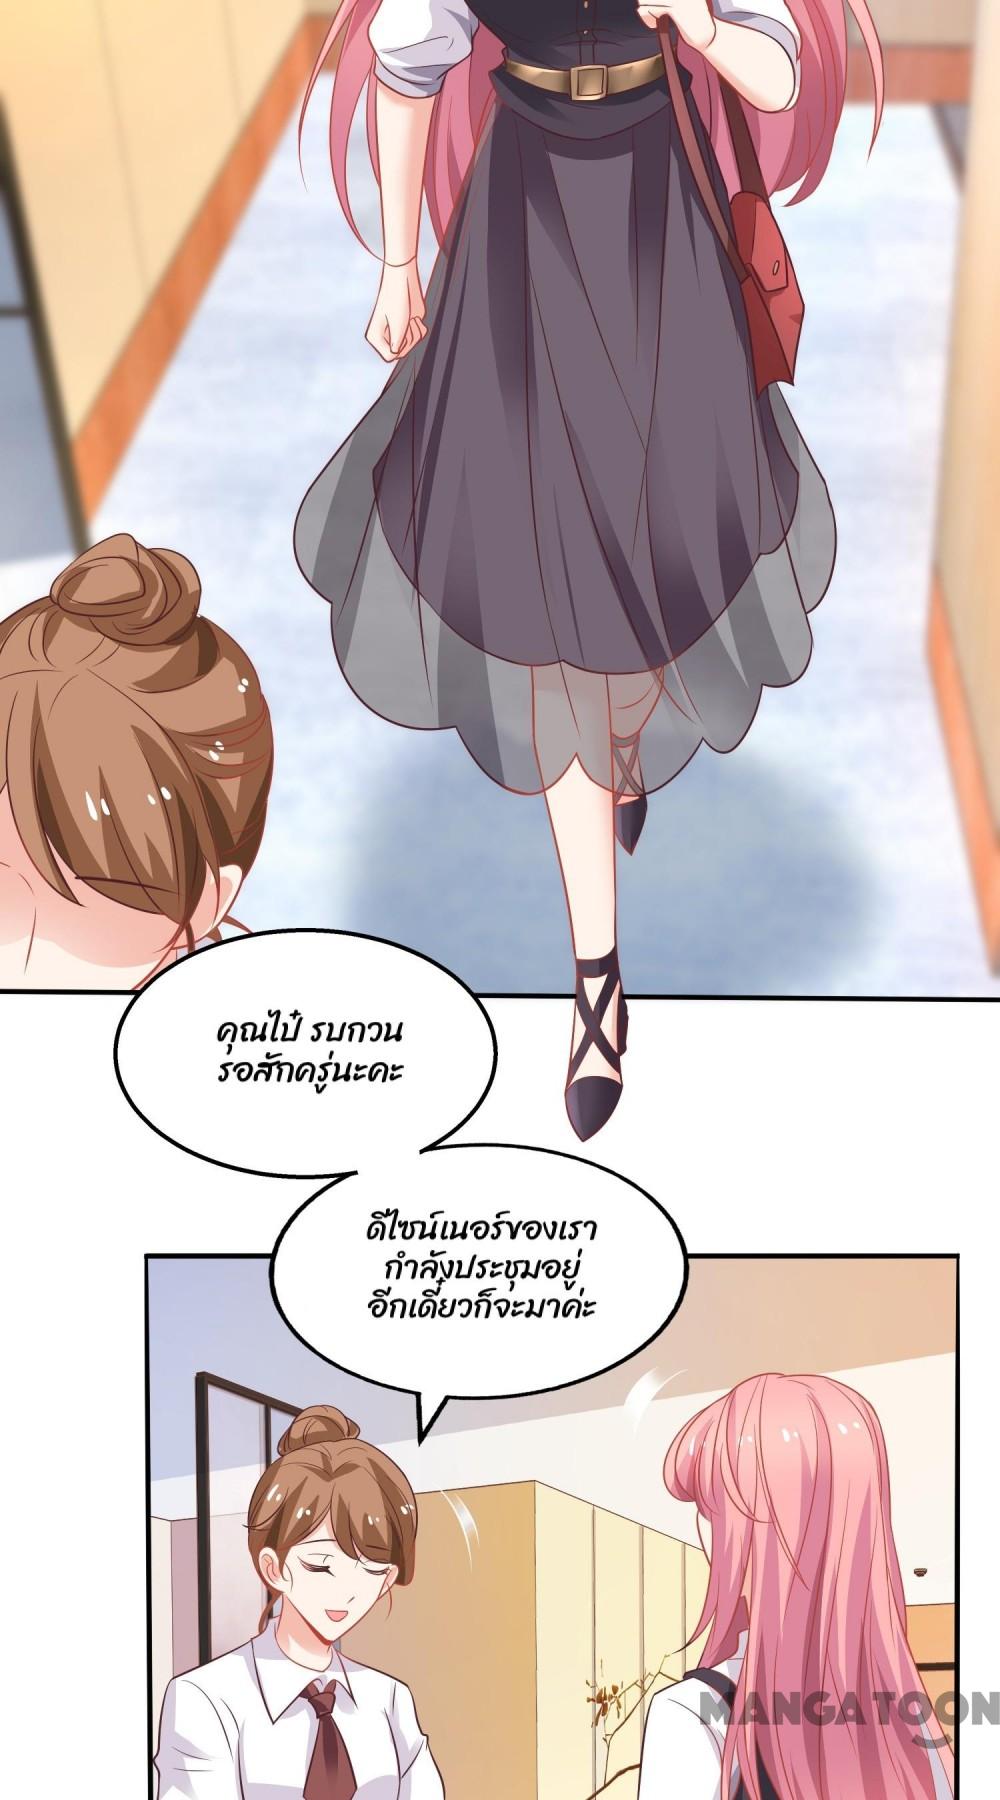 คุณไป๋ รบกวน
รอสักครู่นะคะ
ดีไซน์เนอร์ของเรา
กำลังประชุมอยู่
อีกเดี๋ยวก็จะมาค่ะ
MANGATOON